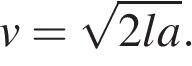 v = √2la.